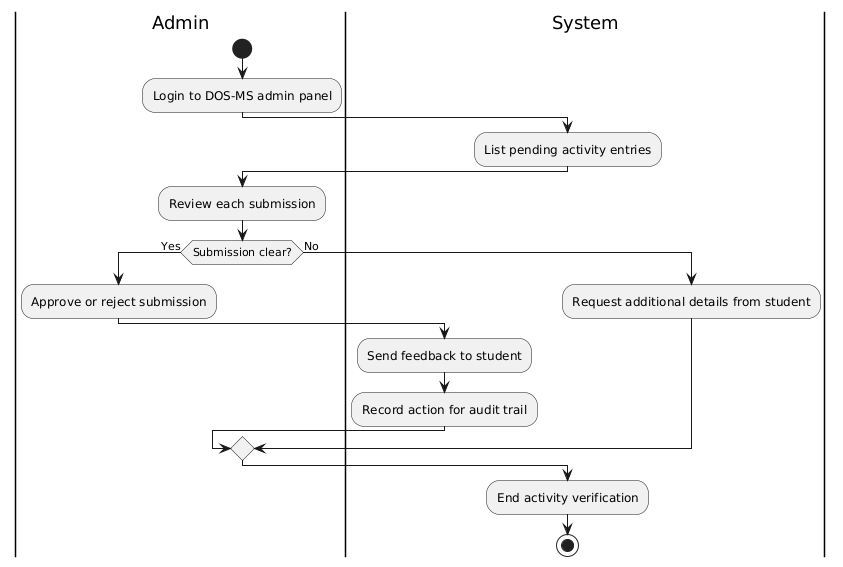 Admin
System
Login to DOS-MS admin panel
List pending activity entries
Review each submission
Yes
Submission clear?
No
Approve or reject submission
Request additional details from student
Send feedback to student
Record action for audit trail
End activity verification